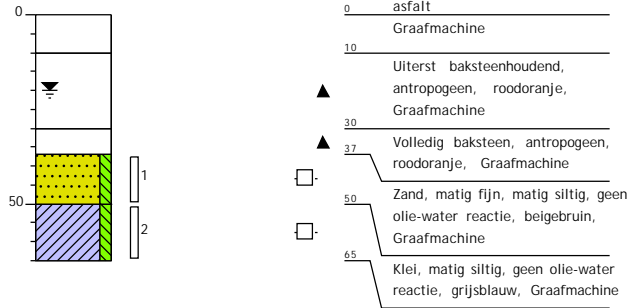 0
50
1
2
0
asfalt
Graafmachine
10
Uiterst baksteenhoudend,
antropogeen, roodoranje,
Graafmachine
30
Volledig baksteen, antropogeen,
roodoranje, Graafmachine
37
Zand, matig fijn, matig siltig, geen
olie-water reactie, beigebruin,
Graafmachine
50
Klei, matig siltig, geen olie-water
reactie, grijsblauw, Graafmachine
65